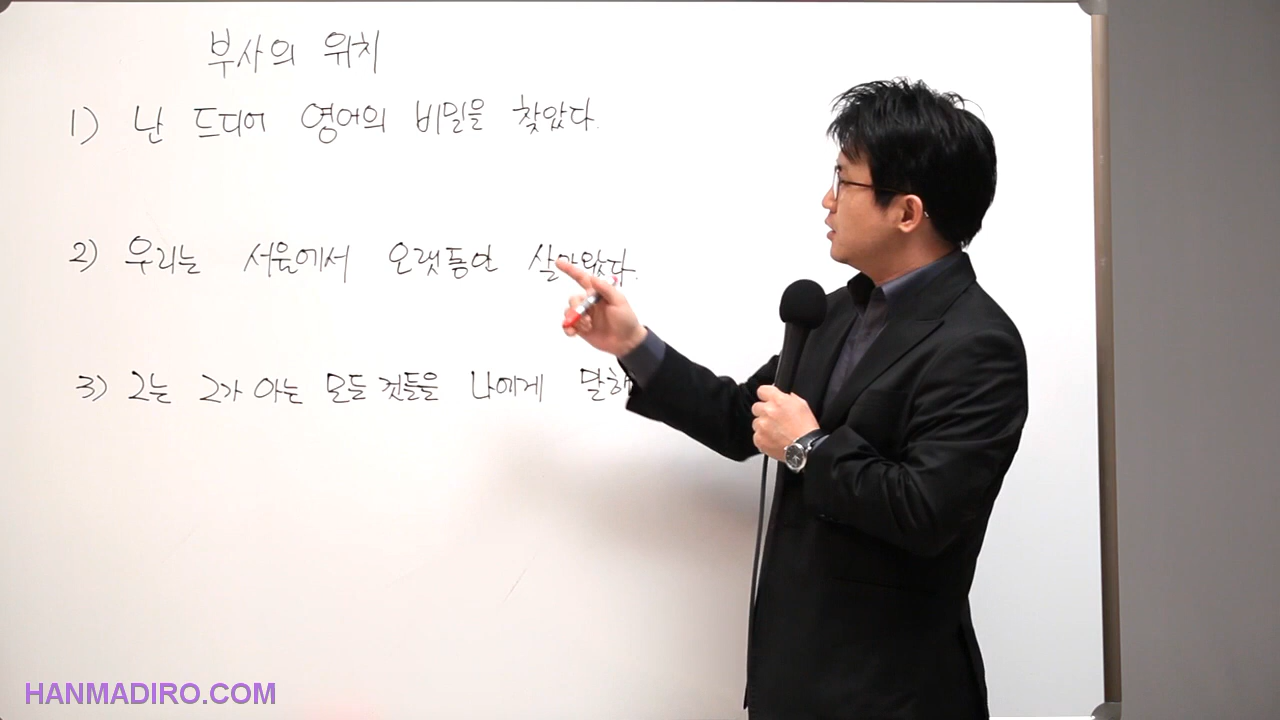 부사의 위치
1) 난 드디어 영어의 비밀을 찾았다.
2) 우리는 서울에서 오랫동안 살아왔다.
3) 그는 그가 아는 모든 것들을 나에게 말해
HANMADIRO.COM